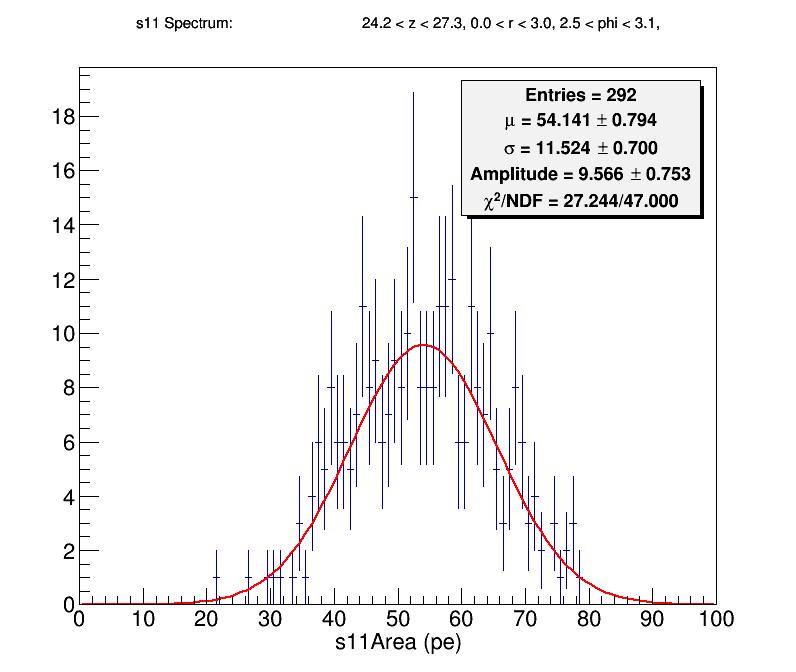 s11 Spectrum: 24.2 < z < 27.3, 0.0 < r < 3.0, 2.5 < phi < 3.1,
Entries = 292
μ = 54.141 ± 0.794
σ = 11.524 ± 0.700
Amplitude = 9.566 ± 0.753
χ²/NDF = 27.244/47.000
18
16
14
12
10
8
6
4
2
0
0 10 20 30 40 50 60 70 80 90 100
s11Area (pe)